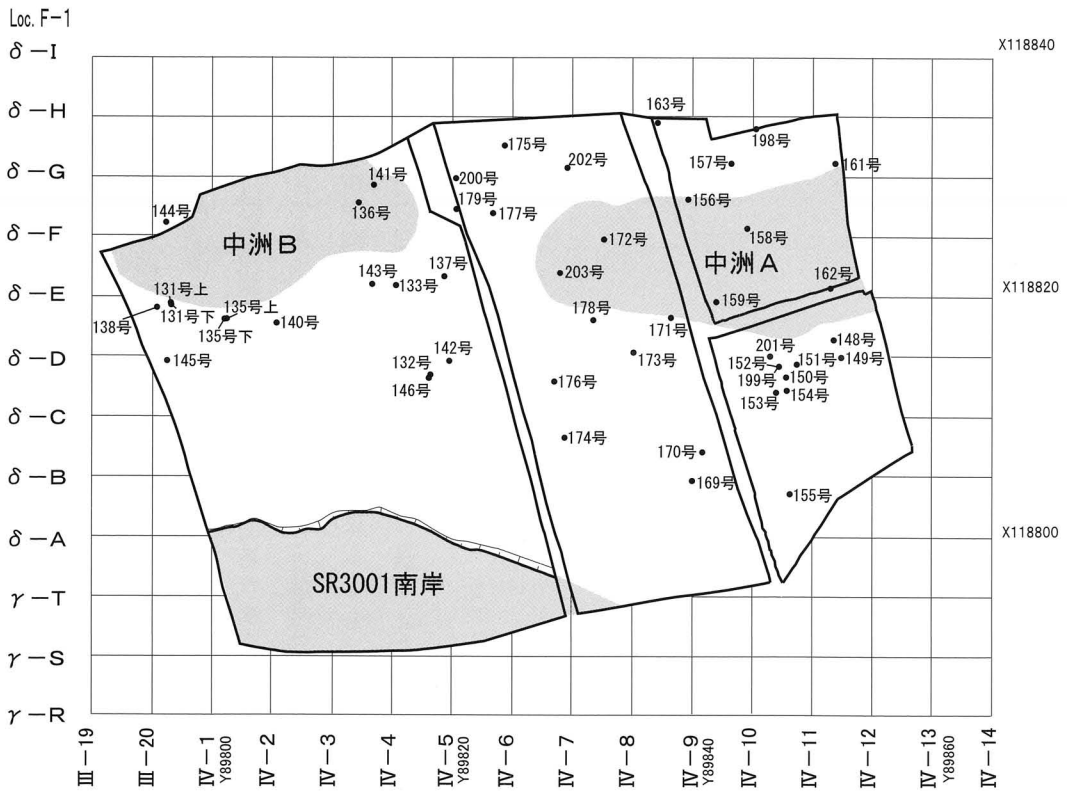 Loc. F-1
δ-I
X118840
δ-H
163号
198号
175号
202号
157号
161号
δ-G
141号
200号
144号
136号
179号
177号
156号
δ-F
172号
158号
中洲B
中洲A
143号
137号
133号
203号
162号
δ-E
X118820
131号上
135号上
159号
138号
131号下
135号下
140号
178号
171号
148号
δ-D
145号
132号
142号
173号
201号
152号
151号
149号
146号
176号
199号
150号
153号
154号
δ-C
174号
170号
δ-B
169号
155号
δ-A
X118800
SR3001南岸
γ-T
γ-S
γ-R
Ⅲ-19
Ⅲ-20
Ⅳ-1
Y89800
Ⅳ-2
Ⅳ-3
Ⅳ-4
Ⅳ-5
Y89820
Ⅳ-6
Ⅳ-7
Ⅳ-8
Ⅳ-9
Y89840
Ⅳ-10
Ⅳ-11
Ⅳ-12
Ⅳ-13
Y89860
Ⅳ-14